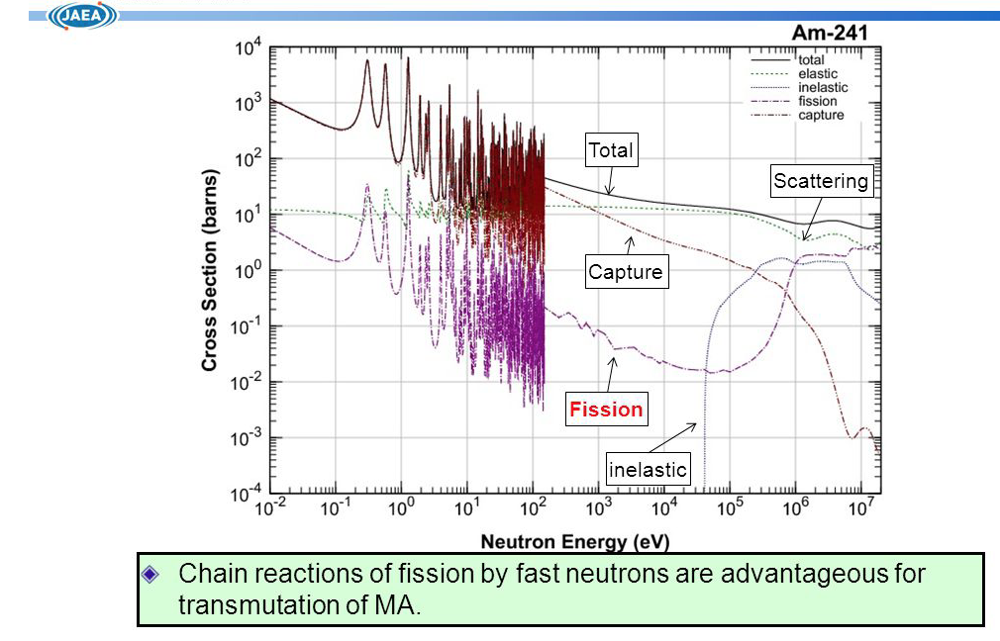 JAEA
Am-241
total
elastic
inelastic
fission
capture
10⁴
10³
10²
10¹
10⁰
10⁻¹
10⁻²
10⁻³
10⁻⁴
Cross Section (barns)
Total
Scattering
Capture
Fission
inelastic
10⁻² 10⁻¹ 10⁰ 10¹ 10² 10³ 10⁴ 10⁵ 10⁶ 10⁷
Neutron Energy (eV)
Chain reactions of fission by fast neutrons are advantageous for
transmutation of MA.